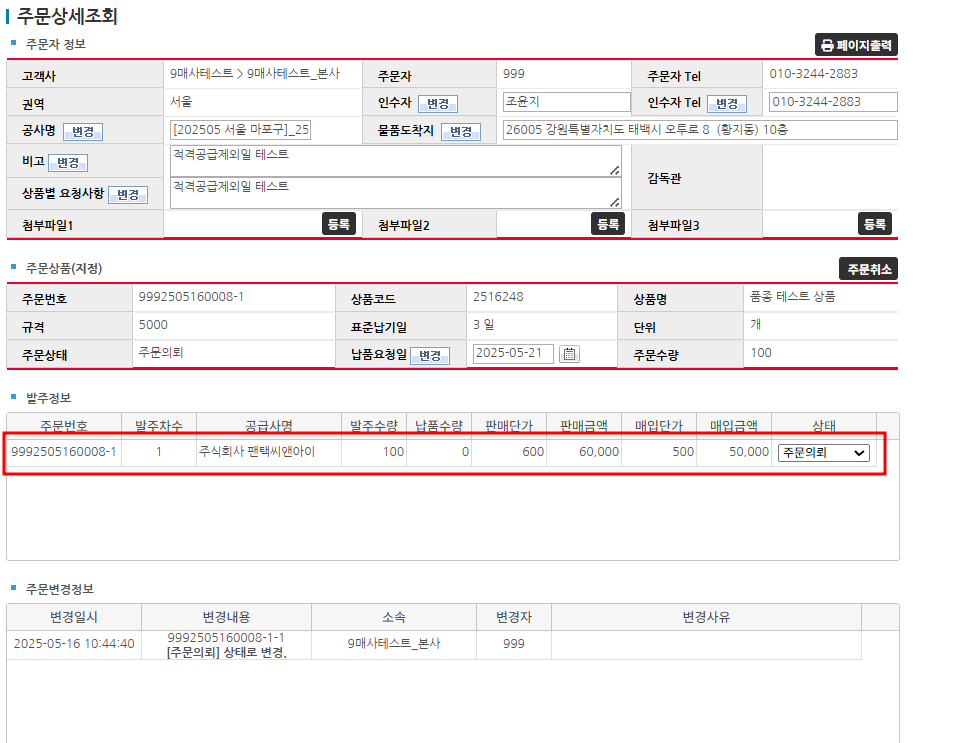 주문상세조회
주문자 정보
페이지출력
고객사 9매사테스트 > 9매사테스트_본사 주문자 999 주문자 Tel 010-3244-2883
권역 서울 인수자 변경 조윤지 인수자 Tel 변경 010-3244-2883
공사명 변경 [202505 서울 마포구]_25 물품도착지 변경 26005 강원특별자치도 태백시 오투로 8 (황지동) 10층
비고 변경 적격공급제외일 테스트
상품별 요청사항 변경 적격공급제외일 테스트
감독관
첨부파일1 등록 첨부파일2 등록 첨부파일3 등록
주문상품(지정)
주문취소
주문번호 9992505160008-1 상품코드 2516248 상품명 품종 테스트 상품
규격 5000 표준납기일 3 일 단위 개
주문상태 주문의뢰 납품요청일 변경 2025-05-21 주문수량 100
발주정보
주문번호 발주차수 공급사명 발주수량 납품수량 판매단가 판매금액 매입단가 매입금액 상태
9992505160008-1 1 주식회사 팬택씨앤아이 100 0 600 60,000 500 50,000 주문의뢰
주문변경정보
변경일시 변경내용 소속 변경자 변경사유
2025-05-16 10:44:40 9992505160008-1-1 9매사테스트_본사 999
[주문의뢰] 상태로 변경.